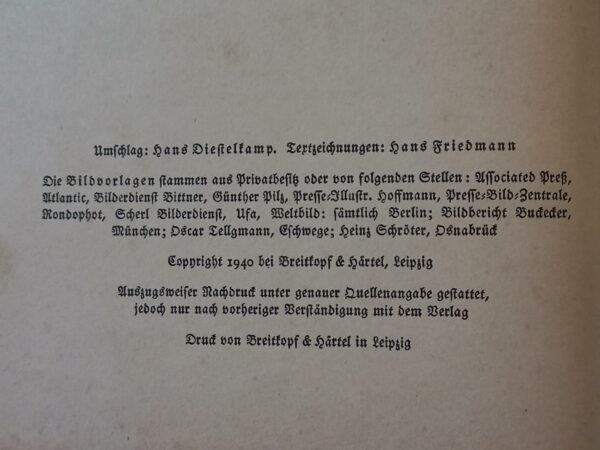 Umschlag: Hans Diestelkamp. Textzeichnungen: Hans Friedmann
Die Bildvorlagen stammen aus Privatbesitz oder von folgenden Stellen: Associated Preß,
Atlantic, Bilderdienst Bittner, Günther Pilz, Presse-Illustr. Hoffmann, Presse-Bild-Zentrale,
Rondophot, Scherl Bilderdienst, Ufa, Weltbild: sämtlich Berlin; Bildbericht Buckecker,
München; Oscar Tellgmann, Eschwege; Heinz Schröter, Osnabrück
Copyright 1940 bei Breitkopf & Härtel, Leipzig
Auszugsweiser Nachdruck unter genauer Quellenangabe gestattet,
jedoch nur nach vorheriger Verständigung mit dem Verlag
Druck von Breitkopf & Härtel in Leipzig